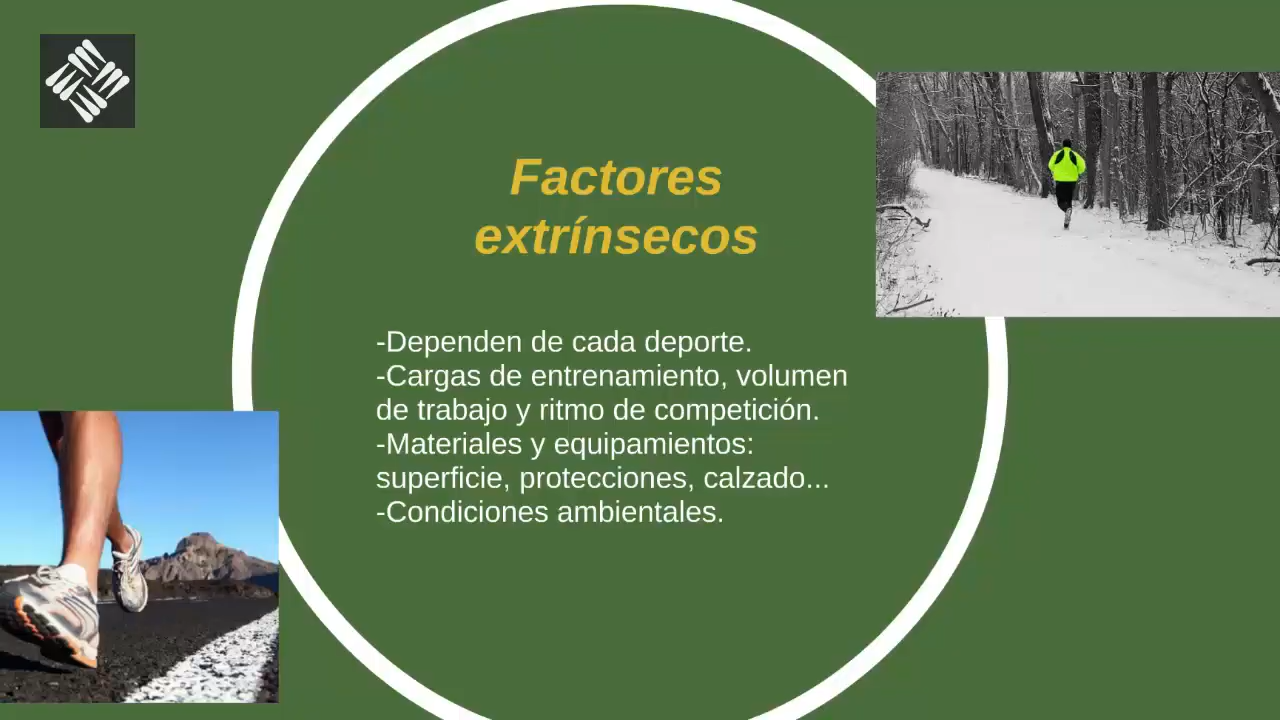 Factores
extrínsecos
-Dependen de cada deporte.
-Cargas de entrenamiento, volumen
de trabajo y ritmo de competición.
-Materiales y equipamientos:
superficie, protecciones, calzado...
-Condiciones ambientales.